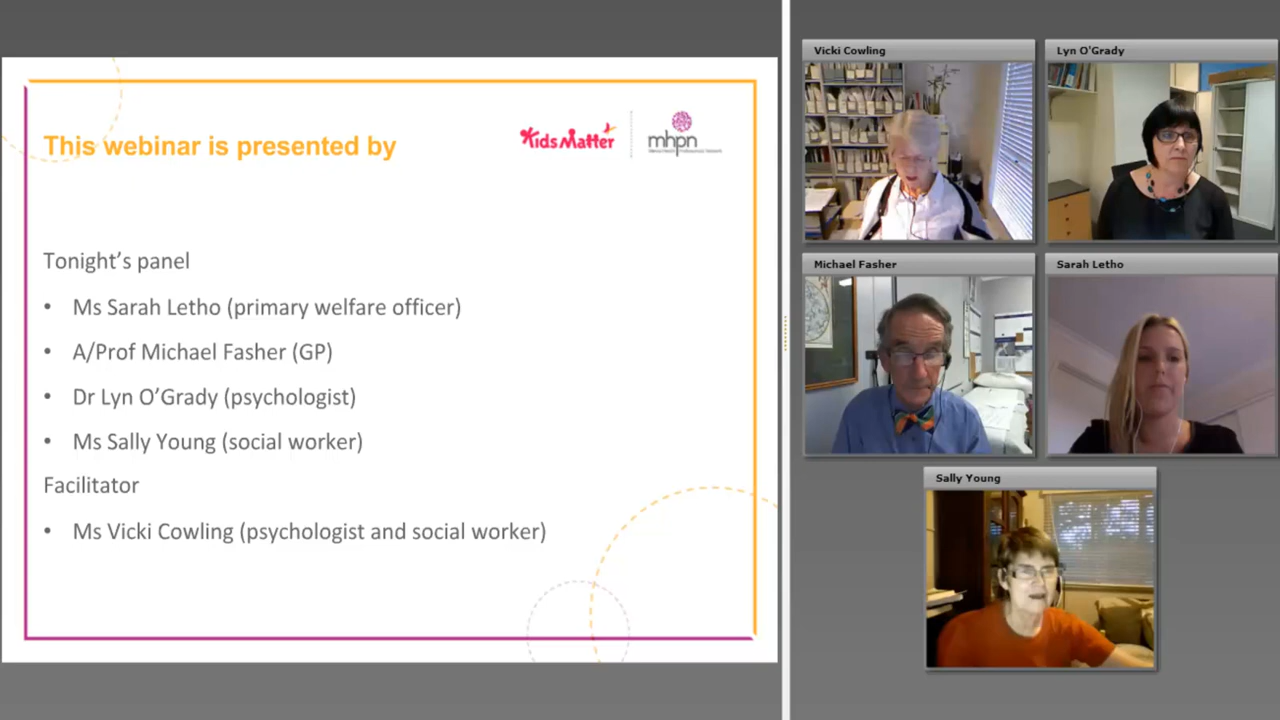 This webinar is presented by
KidsMatter
mhpn
Tonight’s panel
• Ms Sarah Letho (primary welfare officer)
• A/Prof Michael Fasher (GP)
• Dr Lyn O’Grady (psychologist)
• Ms Sally Young (social worker)
Facilitator
• Ms Vicki Cowling (psychologist and social worker)
Vicki Cowling
Lyn O'Grady
Michael Fasher
Sarah Letho
Sally Young